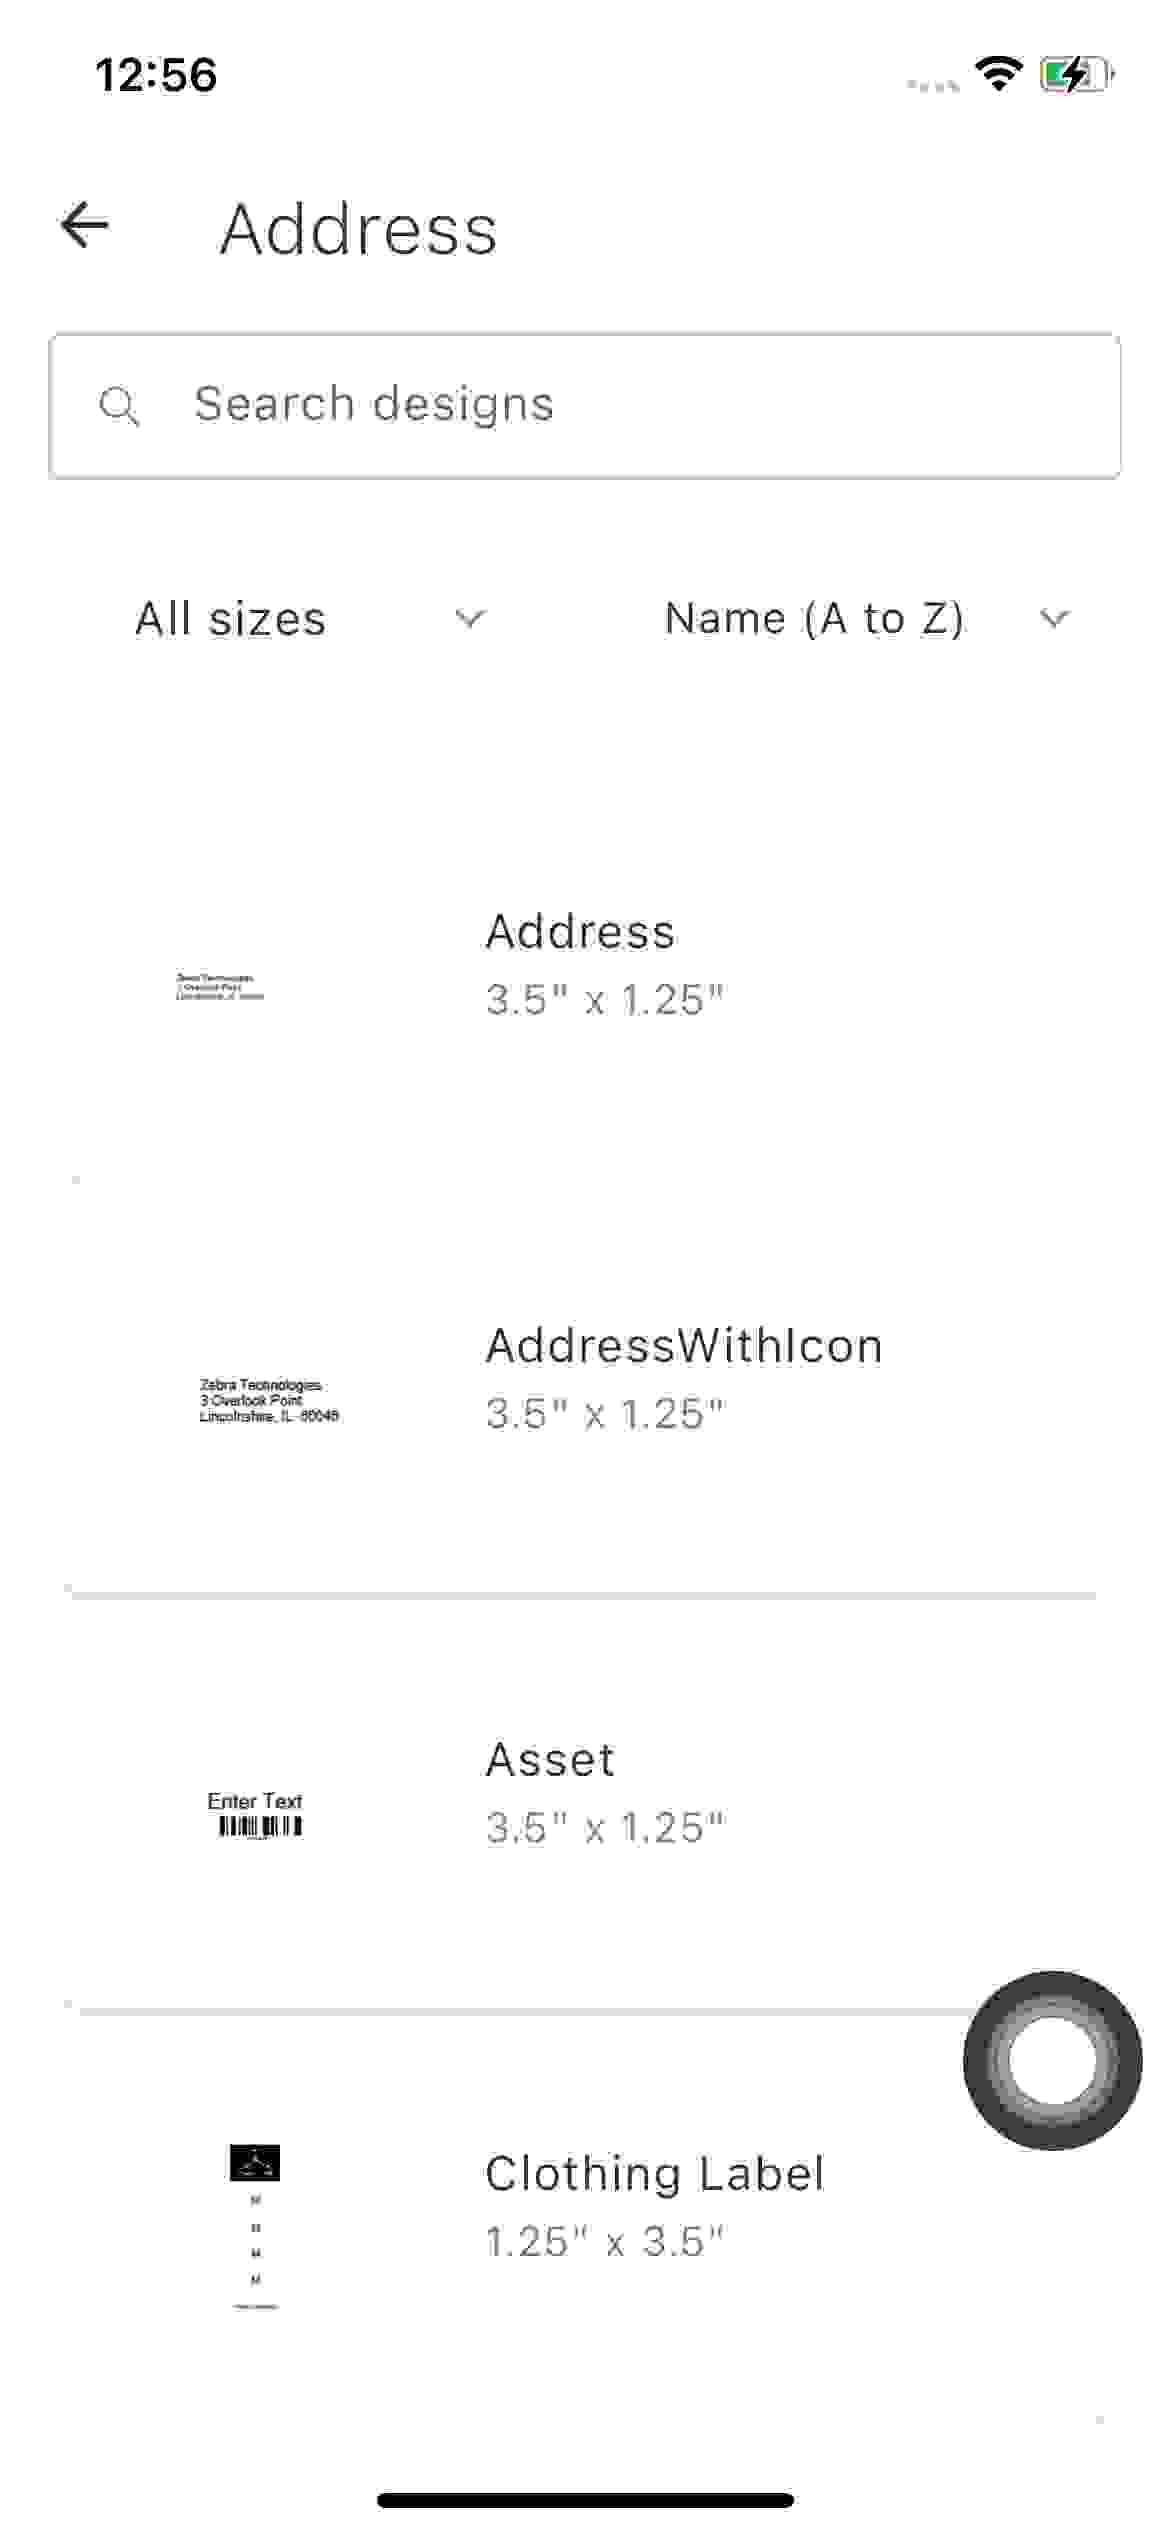 12:56
Address
Search designs
All sizes
Name (A to Z)
Address
3.5" x 1.25"
AddressWithIcon
3.5" x 1.25"
Zebra Technologies
3 Overlook Point
Lincolnshire, IL 60048
Asset
3.5" x 1.25"
Enter Text
Clothing Label
1.25" x 3.5"